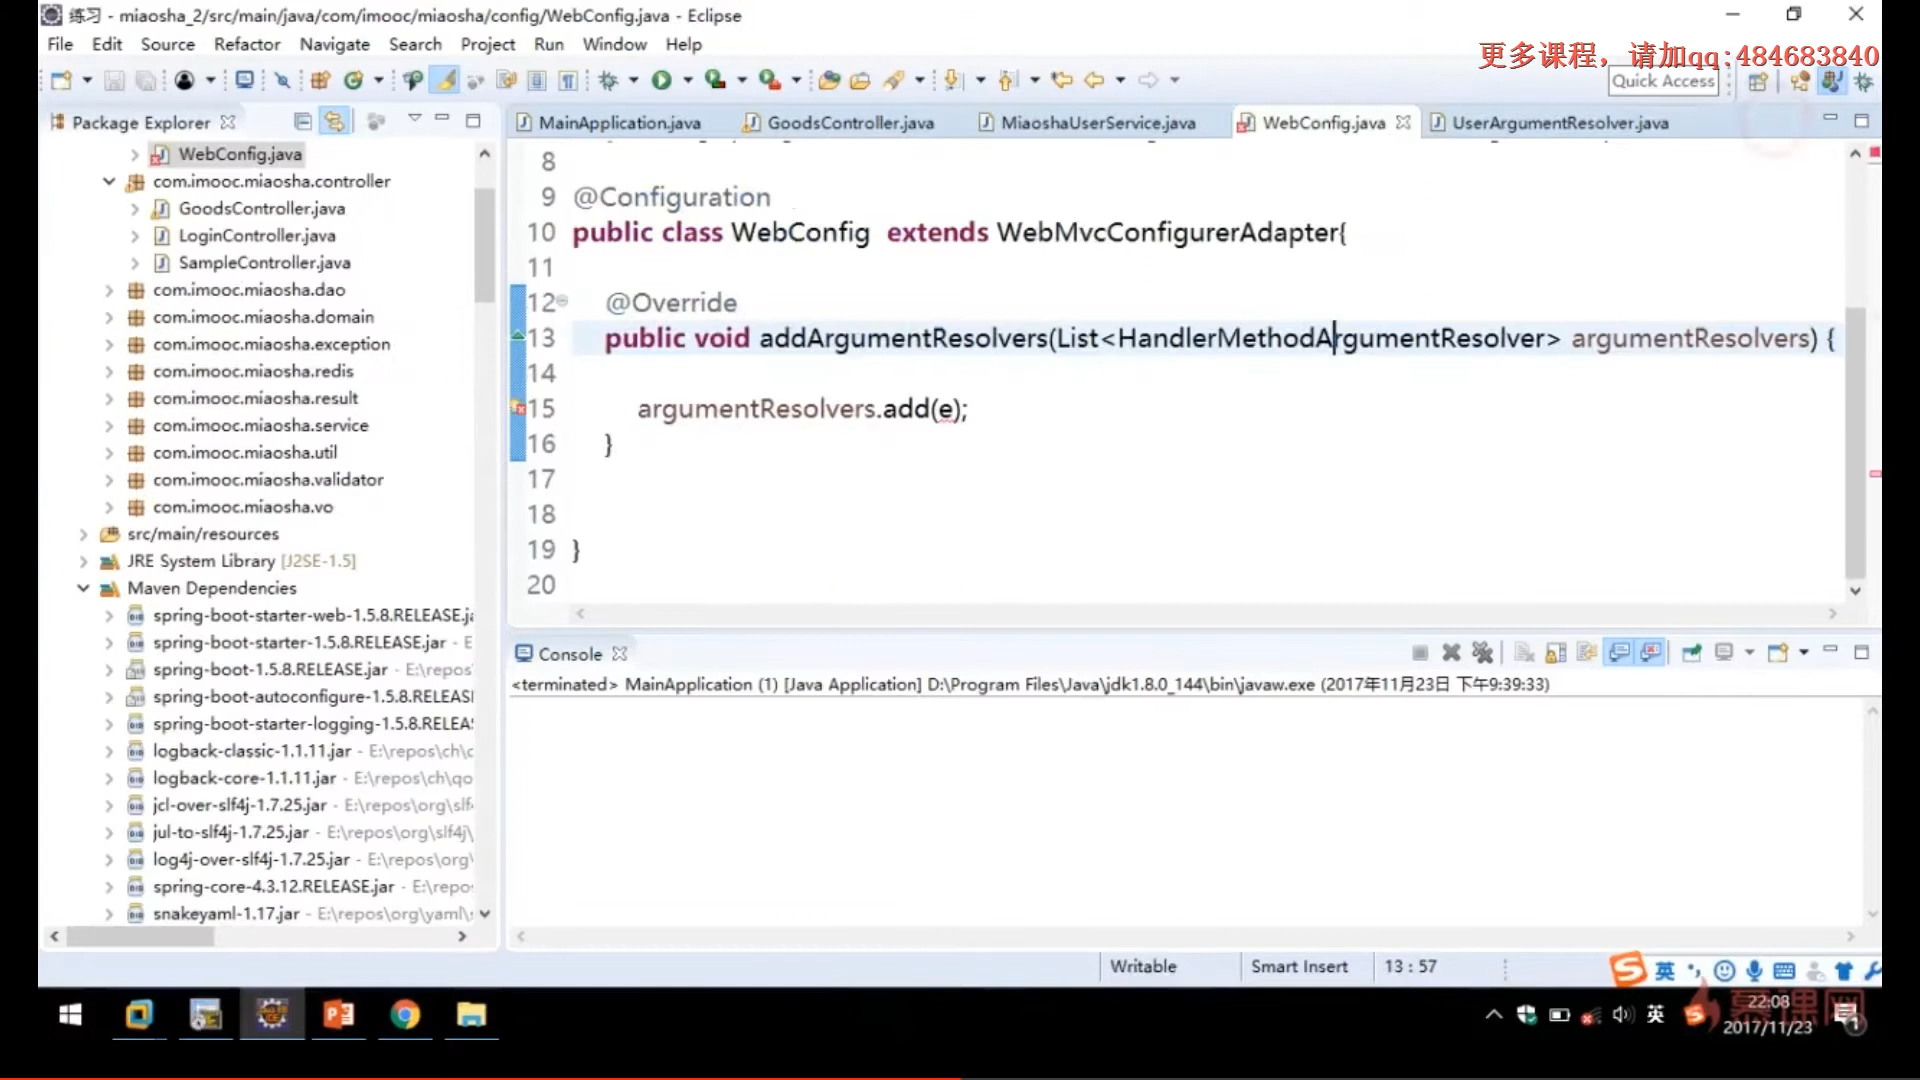 练习 - miaosha_2/src/main/java/com/imooc/miaosha/config/WebConfig.java - Eclipse
File Edit Source Refactor Navigate Search Project Run Window Help
更多课程，请加qq:484683840
Quick Access
Package Explorer
MainApplication.java
GoodsController.java
MiaoshaUserService.java
WebConfig.java
UserArgumentResolver.java
WebConfig.java
com.imooc.miaosha.controller
GoodsController.java
LoginController.java
SampleController.java
com.imooc.miaosha.dao
com.imooc.miaosha.domain
com.imooc.miaosha.exception
com.imooc.miaosha.redis
com.imooc.miaosha.result
com.imooc.miaosha.service
com.imooc.miaosha.util
com.imooc.miaosha.validator
com.imooc.miaosha.vo
src/main/resources
JRE System Library [J2SE-1.5]
Maven Dependencies
spring-boot-starter-web-1.5.8.RELEASE.ja
spring-boot-starter-1.5.8.RELEASE.jar - E
spring-boot-1.5.8.RELEASE.jar - E:\repos
spring-boot-autoconfigure-1.5.8.RELEASE
spring-boot-starter-logging-1.5.8.RELEAS
logback-classic-1.1.11.jar - E:\repos\ch\q
logback-core-1.1.11.jar - E:\repos\ch\qo
jcl-over-slf4j-1.7.25.jar - E:\repos\org\slf4
jul-to-slf4j-1.7.25.jar - E:\repos\org\slf4j\
log4j-over-slf4j-1.7.25.jar - E:\repos\org\
spring-core-4.3.12.RELEASE.jar - E:\repo
snakeyaml-1.17.jar - E:\repos\org\yaml\
8
9 @Configuration
10 public class WebConfig extends WebMvcConfigurerAdapter{
11
12 @Override
13 public void addArgumentResolvers(List<HandlerMethodArgumentResolver> argumentResolvers) {
14
15 argumentResolvers.add(e);
16 }
17
18
19 }
20
Console
<terminated> MainApplication (1) [Java Application] D:\Program Files\Java\jdk1.8.0_144\bin\javaw.exe (2017年11月23日 下午9:39:33)
Writable
Smart Insert
13 : 57
英
英
22:08
2017/11/23
慕课网
1